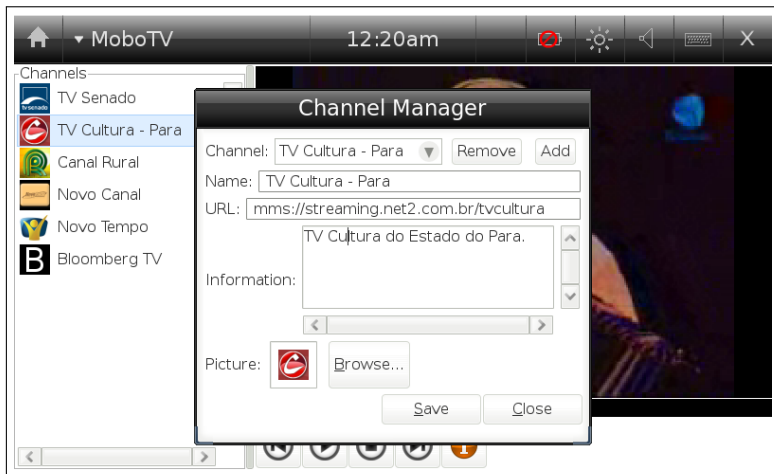 MoboTV 12:20am X
Channels
tv senado TV Senado
TV Cultura - Para
Canal Rural
Novo Canal
Novo Tempo
B Bloomberg TV
Channel Manager
Channel: TV Cultura - Para Remove Add
Name: TV Cultura - Para
URL: mms://streaming.net2.com.br/tvcultura
Information: TV Cultura do Estado do Para.
Picture: Browse...
Save Close